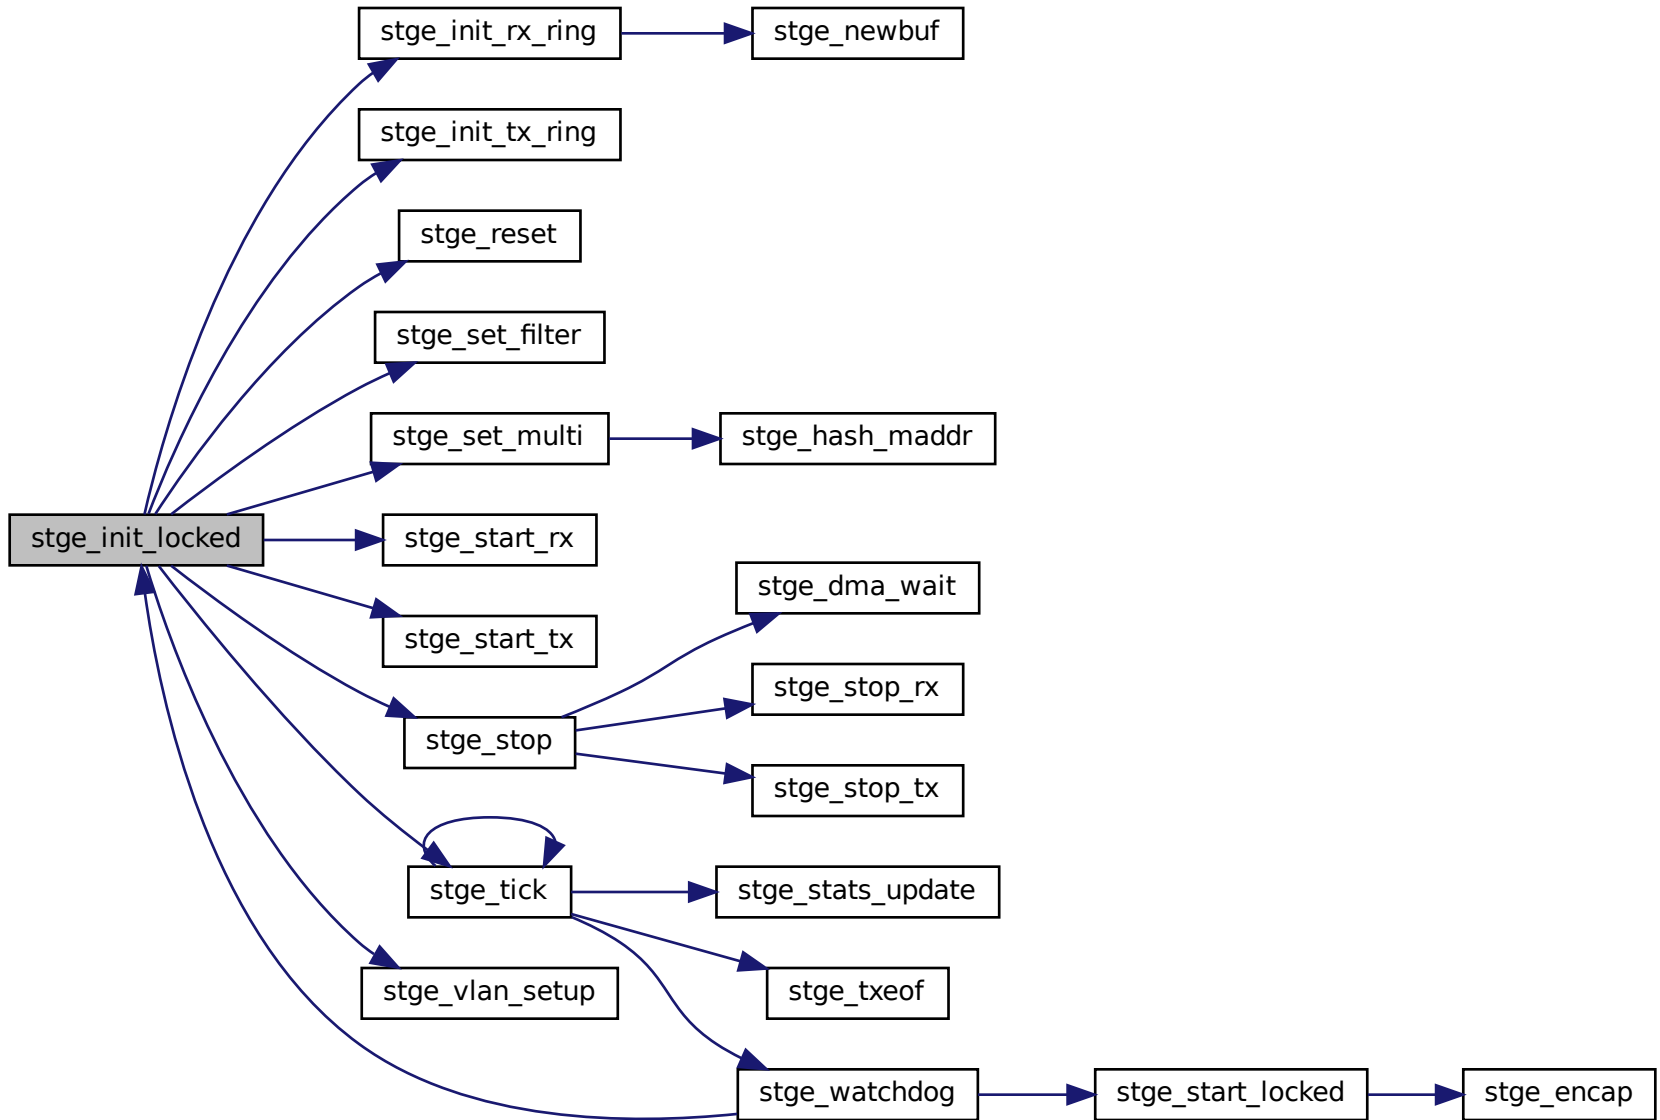 stge_init_rx_ring
stge_newbuf
stge_init_tx_ring
stge_reset
stge_set_filter
stge_set_multi
stge_hash_maddr
stge_init_locked
stge_start_rx
stge_dma_wait
stge_start_tx
stge_stop_rx
stge_stop
stge_stop_tx
stge_tick
stge_stats_update
stge_vlan_setup
stge_txeof
stge_watchdog
stge_start_locked
stge_encap